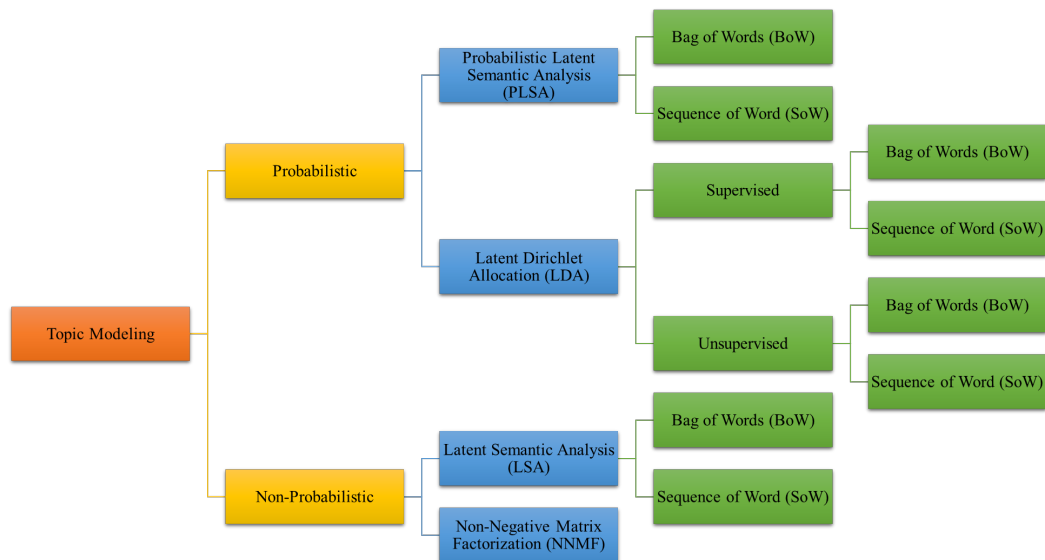 Topic Modeling
Probabilistic
Probabilistic Latent
Semantic Analysis
(PLSA)
Bag of Words (BoW)
Sequence of Word (SoW)
Latent Dirichlet
Allocation (LDA)
Supervised
Bag of Words (BoW)
Sequence of Word (SoW)
Unsupervised
Bag of Words (BoW)
Sequence of Word (SoW)
Non-Probabilistic
Latent Semantic Analysis
(LSA)
Bag of Words (BoW)
Sequence of Word (SoW)
Non-Negative Matrix
Factorization (NNMF)